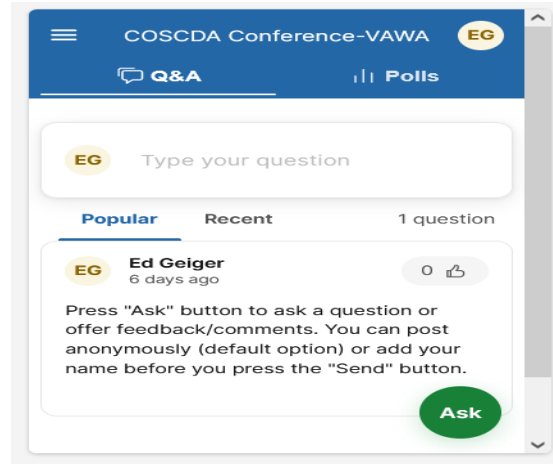 COSCDA Conference-VAWA EG
Q&A Polls
EG Type your question
Popular Recent 1 question
EG Ed Geiger
6 days ago
0
Press "Ask" button to ask a question or
offer feedback/comments. You can post
anonymously (default option) or add your
name before you press the "Send" button.
Ask